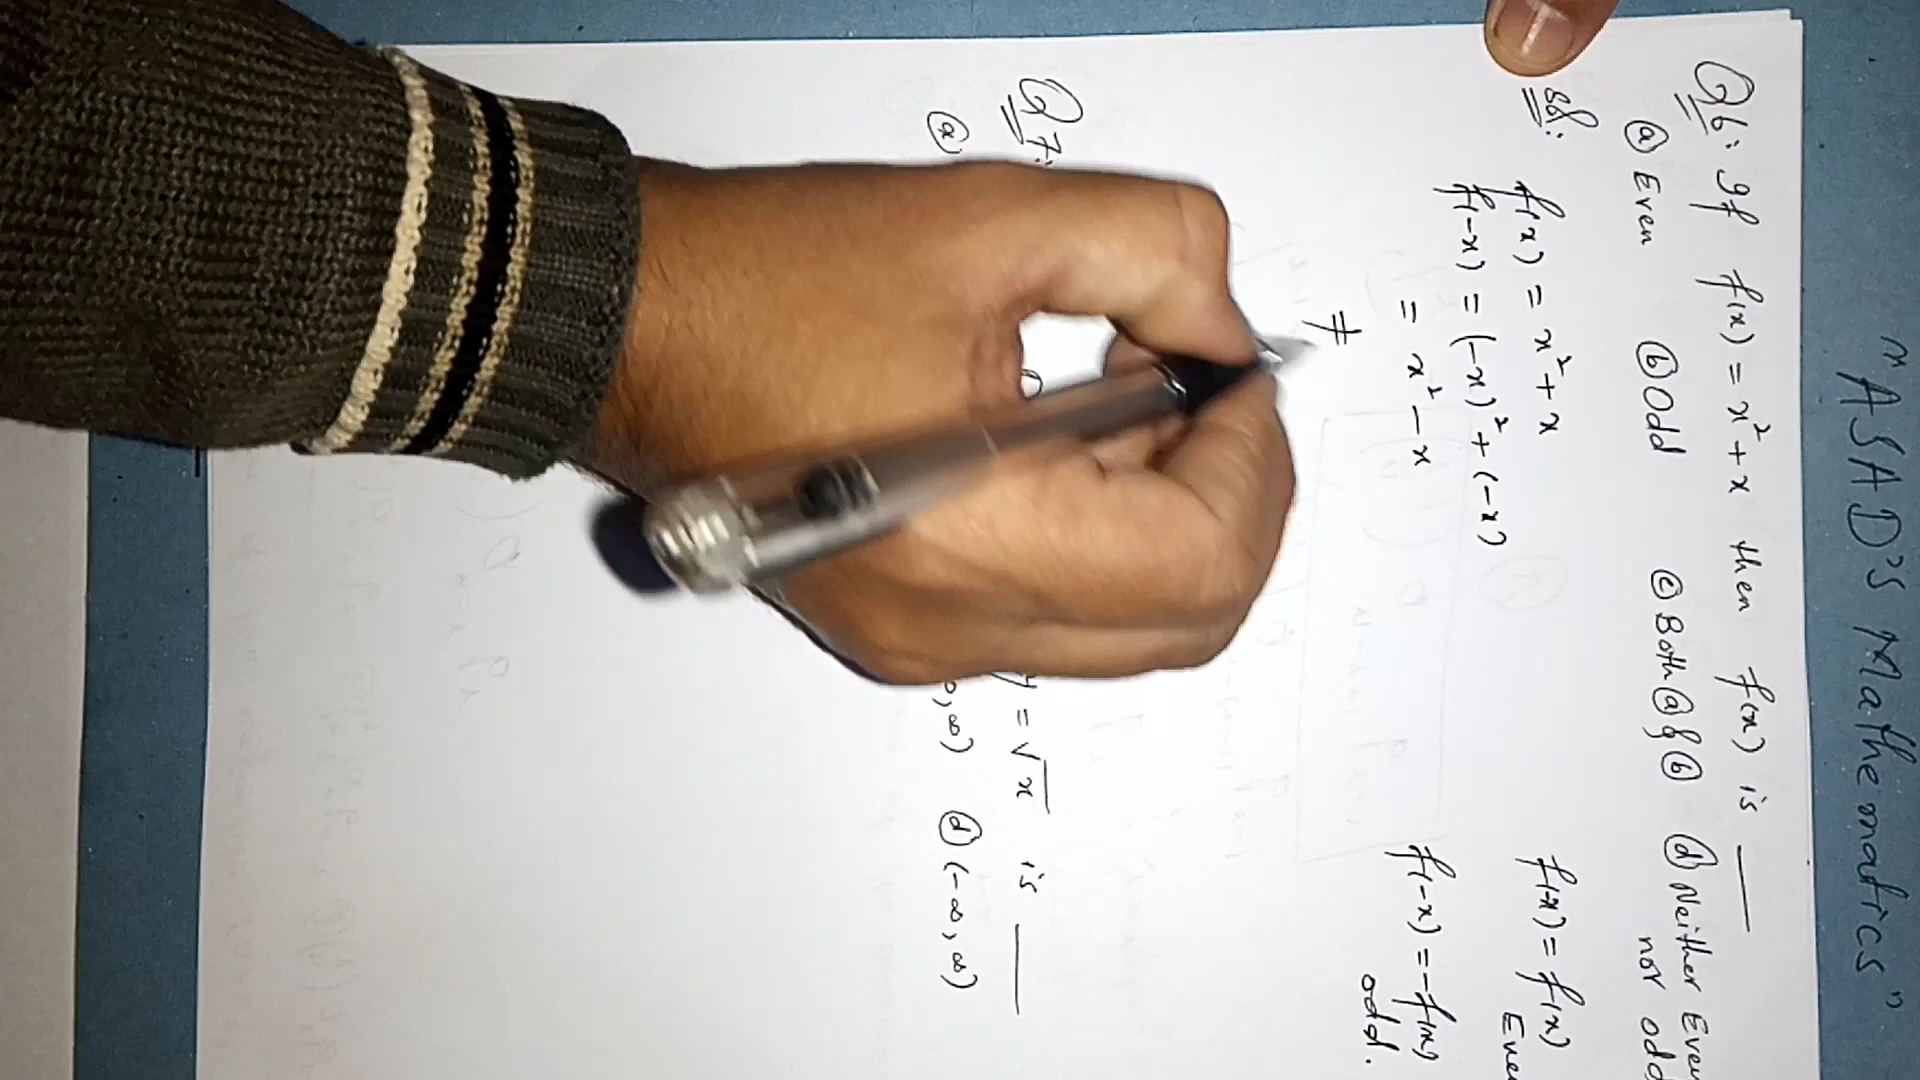 "ASAD'S Mathematics"
Q6: If f(x) = x² + x then f(x) is ___
(a) Even (b) Odd (c) Both (a) & (b) (d) Neither Even
nor odd
Sol:
f(x) = x² + x
f(-x) = (-x)² + (-x)
= x² - x
≠
f(-x) = f(x)
Even
f(-x) = -f(x)
odd.
Q7: y = √x is ___
(a) , ∞) (d) (-∞, ∞)